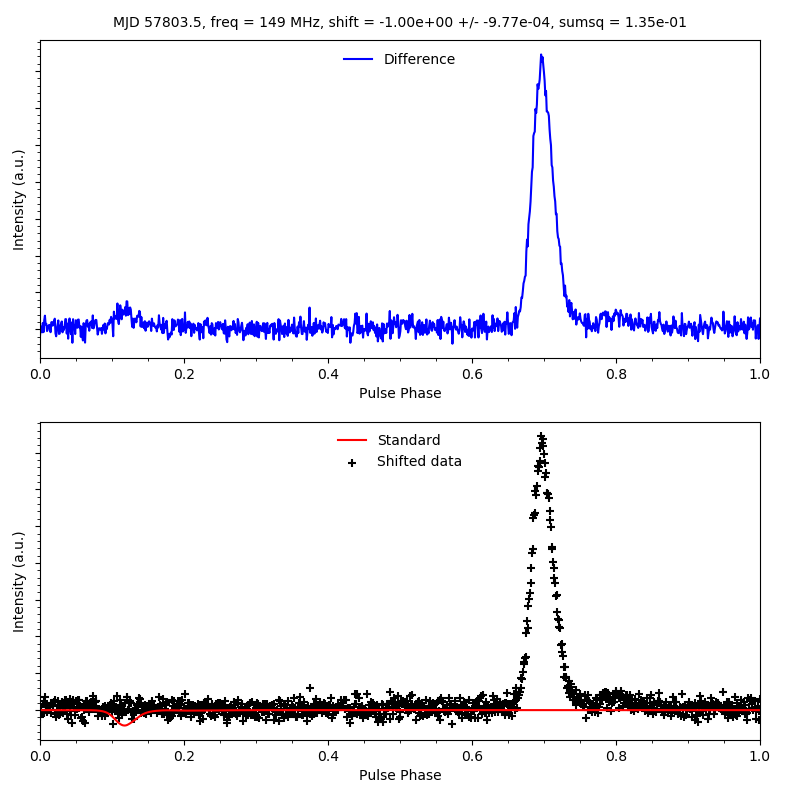 MJD 57803.5, freq = 149 MHz, shift = -1.00e+00 +/- -9.77e-04, sumsq = 1.35e-01
Difference
Intensity (a.u.)
0.0 0.2 0.4 0.6 0.8 1.0
Pulse Phase
Standard
Shifted data
Intensity (a.u.)
0.0 0.2 0.4 0.6 0.8 1.0
Pulse Phase